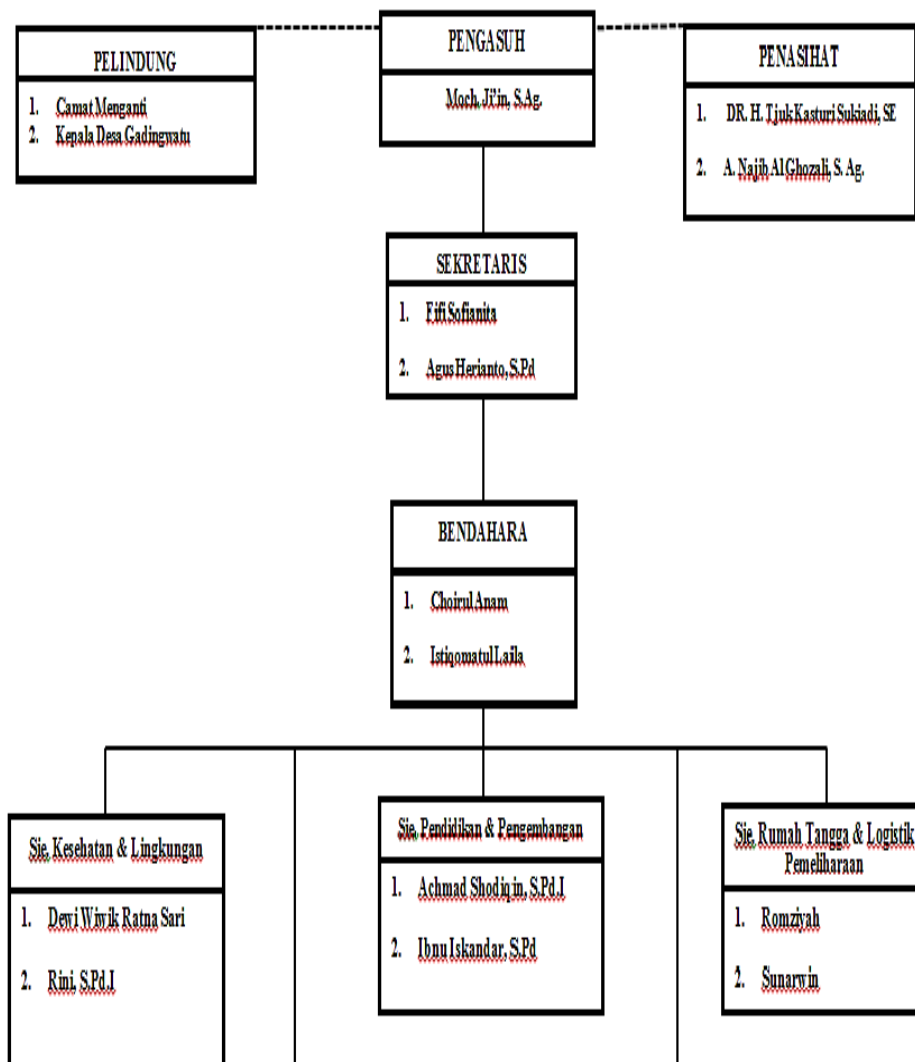 PELINDUNG
1. Camat Menganti
2. Kepala Desa Gadingwatu
PENGASUH
Moch. Ji'in, S.Ag.
PENASIHAT
1. DR. H. Tjuk Kasturi Sukiadi, SE
2. A. Najib Al Ghozali, S. Ag.
SEKRETARIS
1. Fifi Sofianita
2. Agus Herianto, S.Pd
BENDAHARA
1. Choirul Anam
2. Istiqomatul Laila
Sie. Kesehatan & Lingkungan
1. Dewi Wiwik Ratna Sari
2. Rini, S.Pd.I
Sie. Pendidikan & Pengembangan
1. Achmad Shodiqin, S.Pd.I
2. Ibnu Iskandar, S.Pd
Sie. Rumah Tangga & Logistik
Pemeliharaan
1. Romziyah
2. Sunarwin